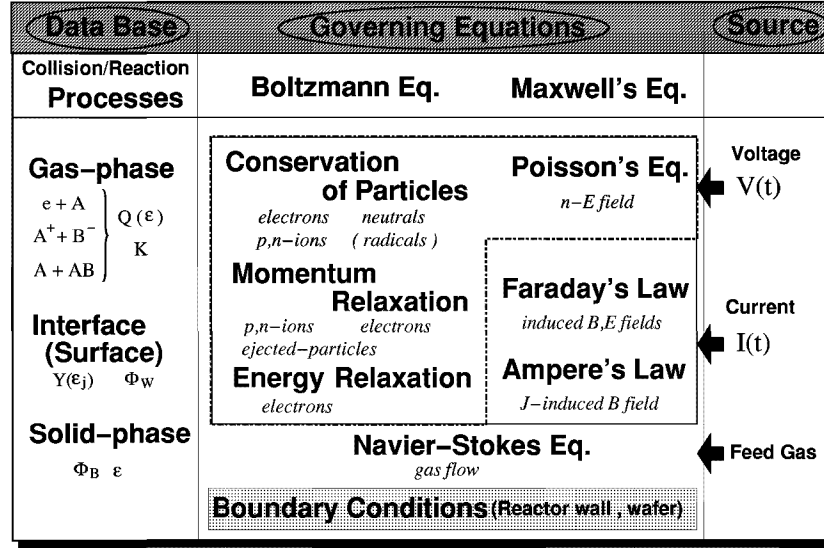 Data Base
Governing Equations
Source
Collision/Reaction
Processes
Boltzmann Eq.
Maxwell's Eq.
Gas-phase
e + A
A⁺ + B⁻
A + AB
Q (ε)
K
Interface
(Surface)
Y(εj) Φw
Solid-phase
ΦB ε
Conservation
of Particles
electrons neutrals
p,n-ions ( radicals )
Momentum
Relaxation
p,n-ions electrons
ejected-particles
Energy Relaxation
electrons
Poisson's Eq.
n-E field
Faraday's Law
induced B,E fields
Ampere's Law
J-induced B field
Navier-Stokes Eq.
gas flow
Boundary Conditions (Reactor wall , wafer)
Voltage
V(t)
Current
I(t)
Feed Gas